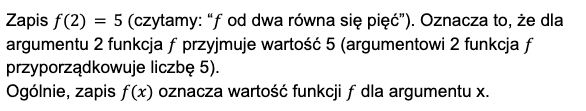 Zapis f(2) = 5 (czytamy: “f od dwa równa się pięć”). Oznacza to, że dla
argumentu 2 funkcja f przyjmuje wartość 5 (argumentowi 2 funkcja f
przyporządkowuje liczbę 5).
Ogólnie, zapis f(x) oznacza wartość funkcji f dla argumentu x.